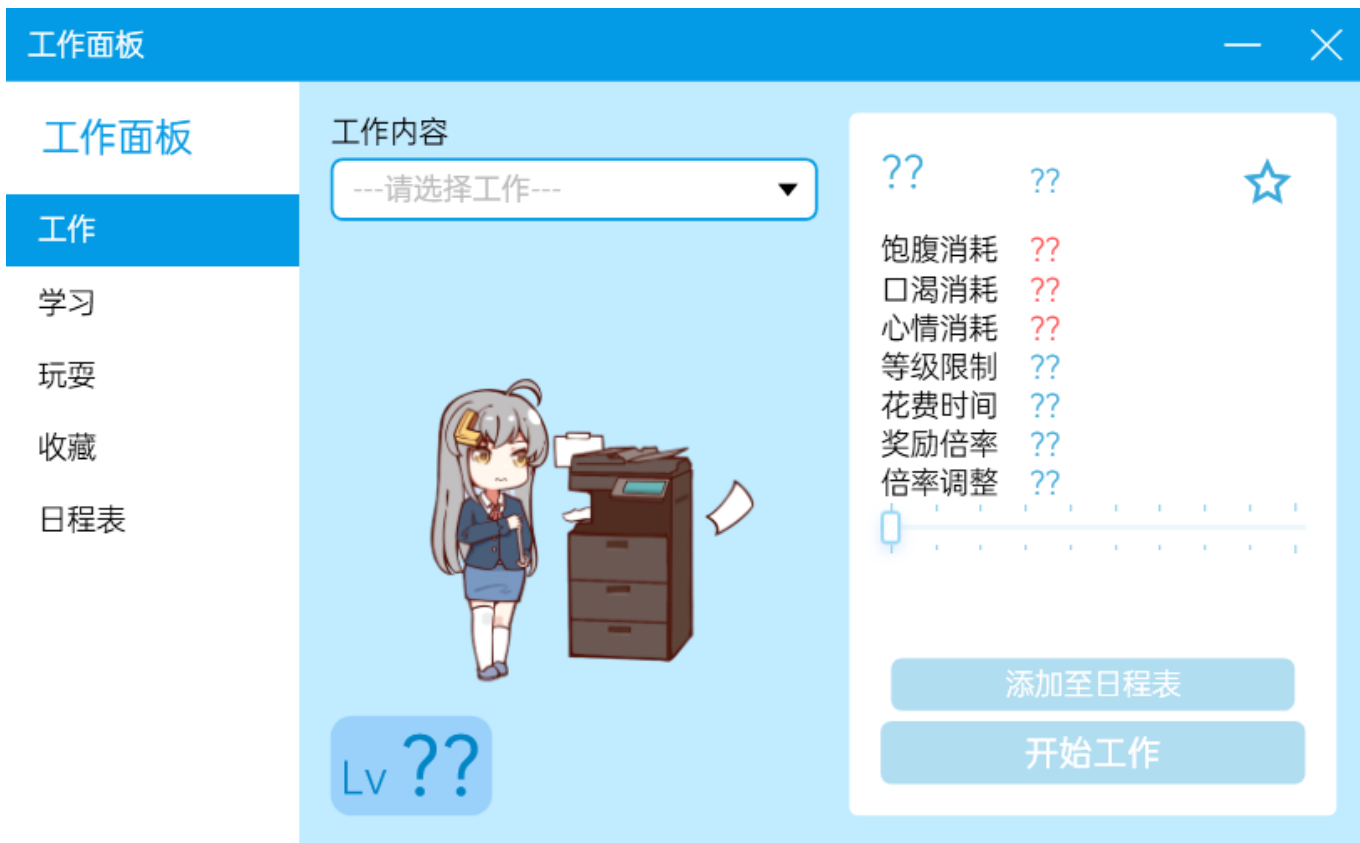 工作面板
工作面板
工作
学习
玩耍
收藏
日程表
工作内容
---请选择工作---
Lv ??
?? ??
饱腹消耗 ??
口渴消耗 ??
心情消耗 ??
等级限制 ??
花费时间 ??
奖励倍率 ??
倍率调整 ??
添加至日程表
开始工作